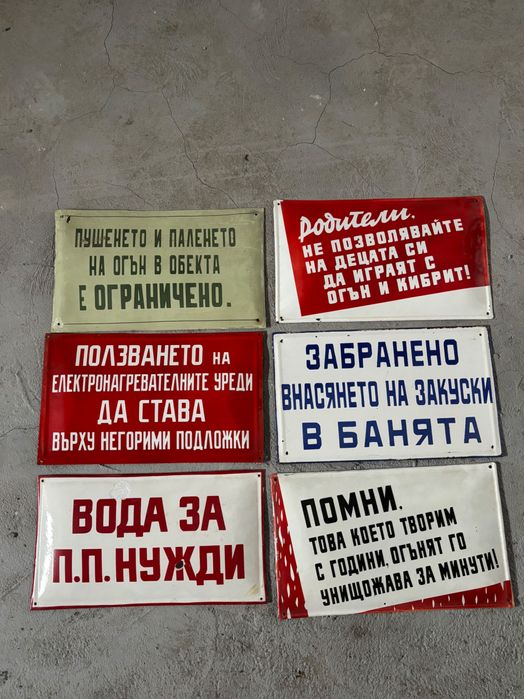 ПУШЕНЕТО И ПАЛЕНЕТО
НА ОГЪН В ОБЕКТА
Е ОГРАНИЧЕНО.
Родители.
НЕ ПОЗВОЛЯВАЙТЕ
НА ДЕЦАТА СИ
ДА ИГРАЯТ С
ОГЪН И КИБРИТ!
ПОЛЗВАНЕТО НА
ЕЛЕКТРОНАГРЕВАТЕЛНИТЕ УРЕДИ
ДА СТАВА
ВЪРХУ НЕГОРИМИ ПОДЛОЖКИ
ЗАБРАНЕНО
ВНАСЯНЕТО НА ЗАКУСКИ
В БАНЯТА
ВОДА ЗА
П.П. НУЖДИ
ПОМНИ.
ТОВА КОЕТО ТВОРИМ
С ГОДИНИ, ОГЪНЯТ ГО
УНИЩОЖАВА ЗА МИНУТИ!